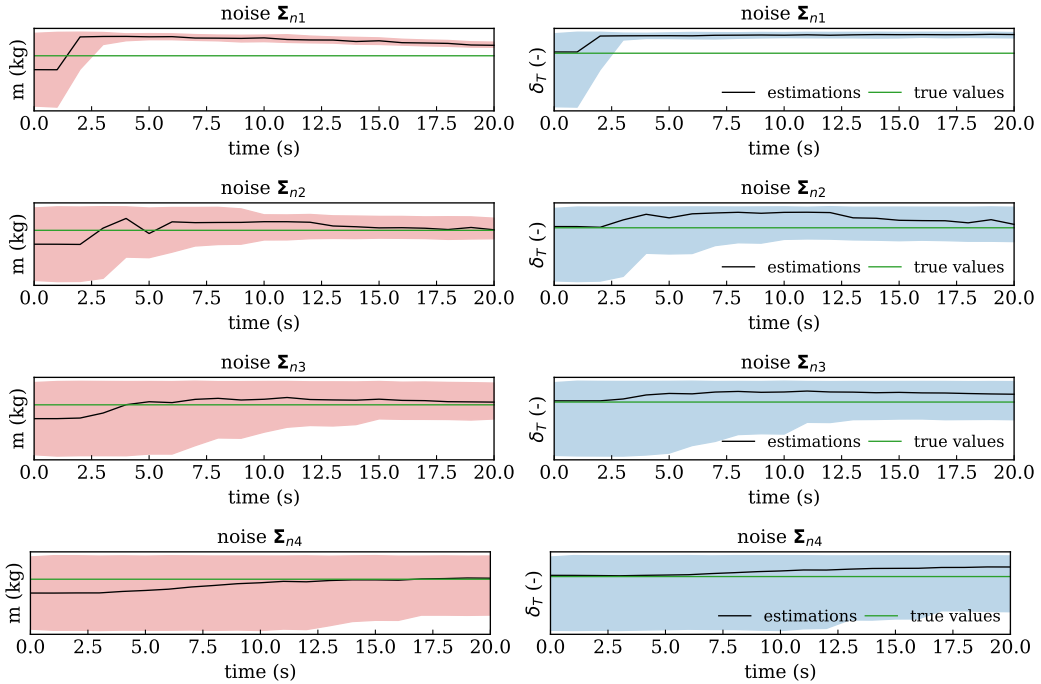 noise Σn1
noise Σn1
m (kg)
δT (-)
estimations
true values
0.0 2.5 5.0 7.5 10.0 12.5 15.0 17.5 20.0
0.0 2.5 5.0 7.5 10.0 12.5 15.0 17.5 20.0
time (s)
time (s)
noise Σn2
noise Σn2
m (kg)
δT (-)
estimations
true values
0.0 2.5 5.0 7.5 10.0 12.5 15.0 17.5 20.0
0.0 2.5 5.0 7.5 10.0 12.5 15.0 17.5 20.0
time (s)
time (s)
noise Σn3
noise Σn3
m (kg)
δT (-)
estimations
true values
0.0 2.5 5.0 7.5 10.0 12.5 15.0 17.5 20.0
0.0 2.5 5.0 7.5 10.0 12.5 15.0 17.5 20.0
time (s)
time (s)
noise Σn4
noise Σn4
m (kg)
δT (-)
estimations
true values
0.0 2.5 5.0 7.5 10.0 12.5 15.0 17.5 20.0
0.0 2.5 5.0 7.5 10.0 12.5 15.0 17.5 20.0
time (s)
time (s)